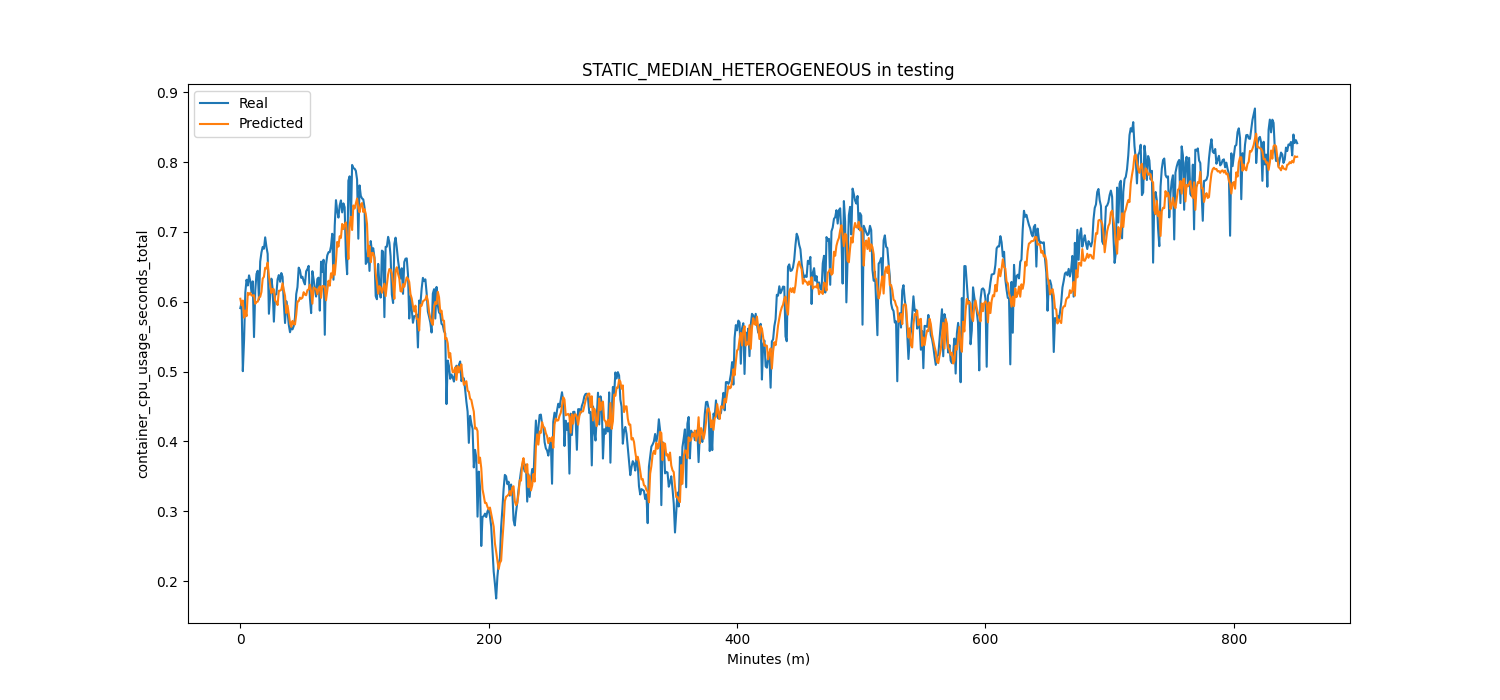 STATIC_MEDIAN_HETEROGENEOUS in testing
Real
Predicted
container_cpu_usage_seconds_total
0.9
0.8
0.7
0.6
0.5
0.4
0.3
0.2
0 200 400 600 800
Minutes (m)